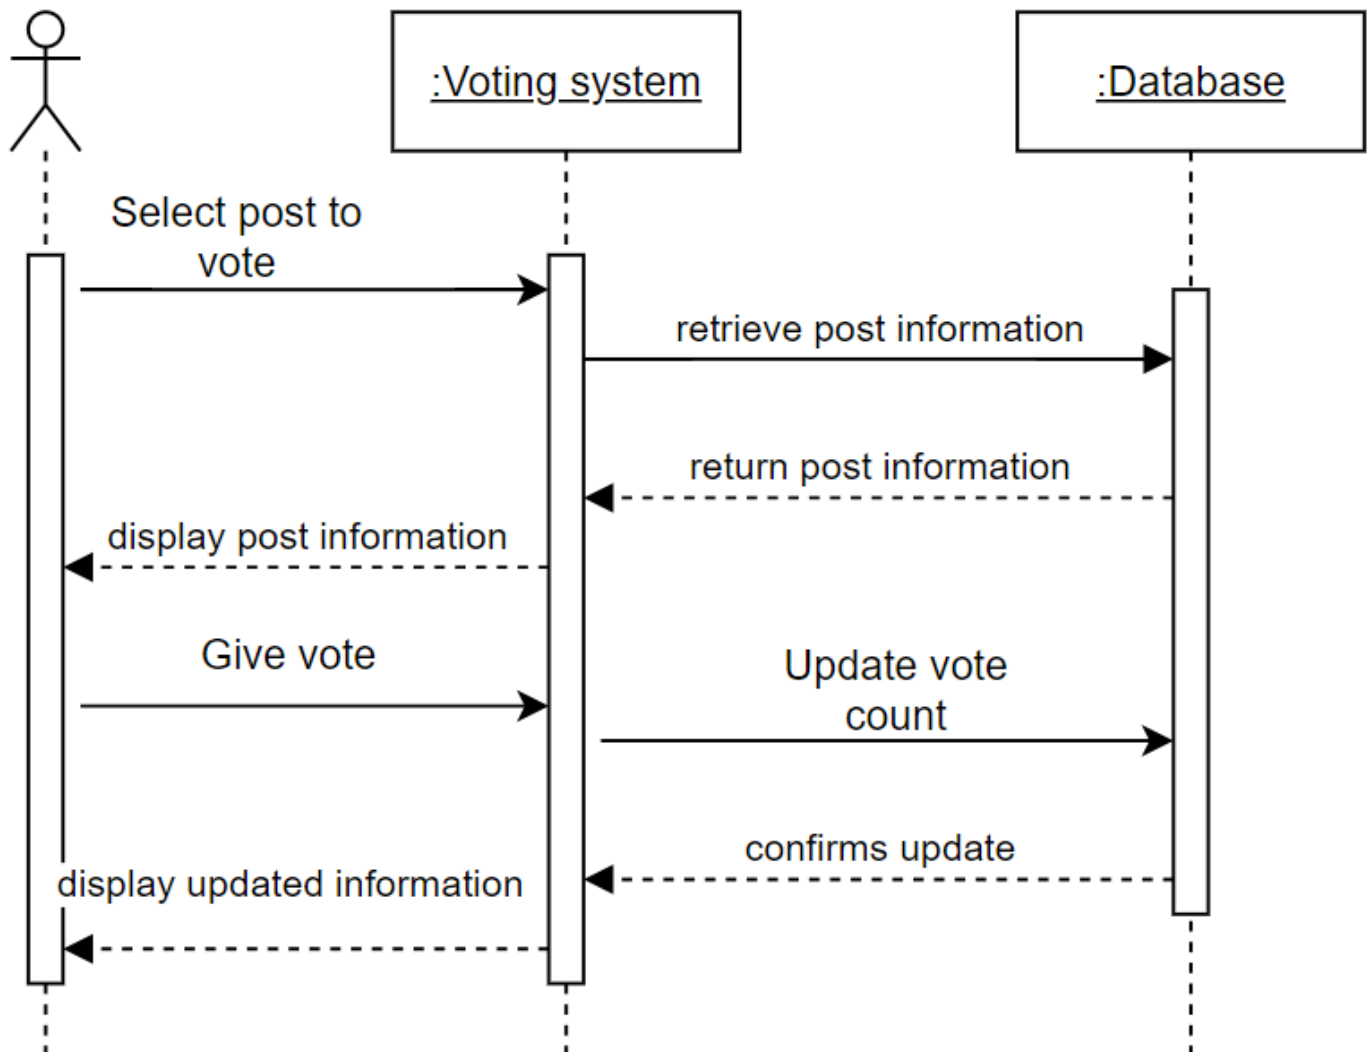 :Voting system
:Database
Select post to
vote
retrieve post information
return post information
display post information
Give vote
Update vote
count
confirms update
display updated information